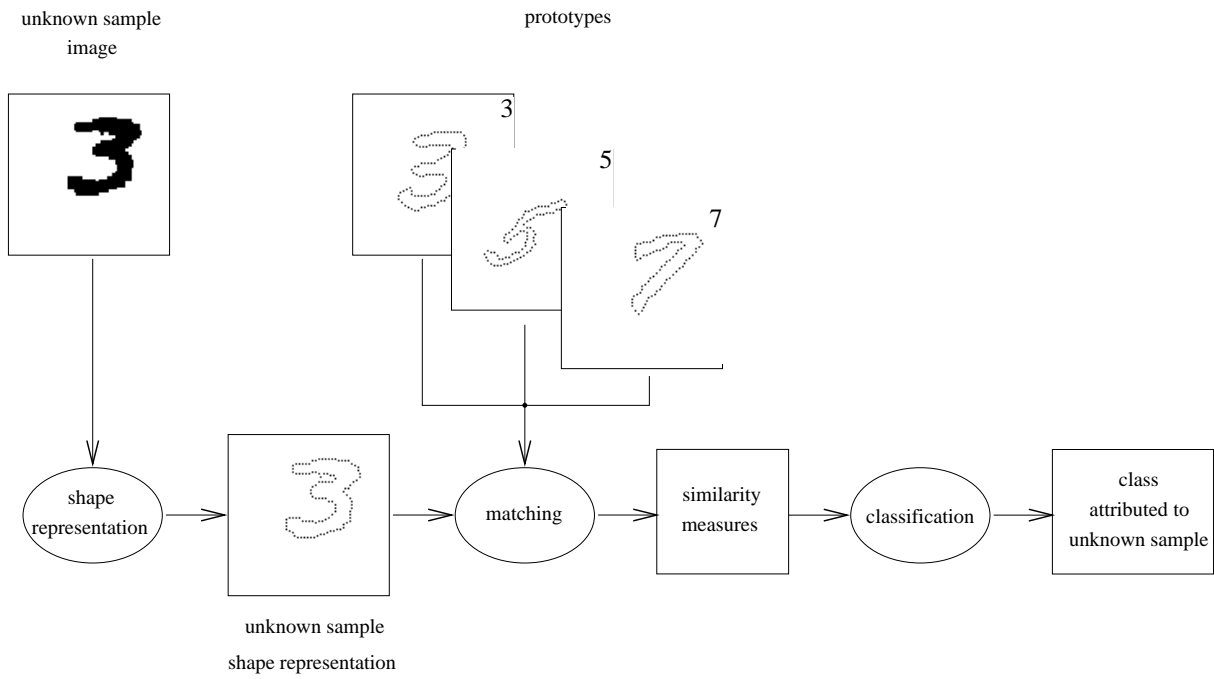 unknown sample
image
prototypes
3
5
7
shape
representation
unknown sample
shape representation
matching
similarity
measures
classification
class
attributed to
unknown sample